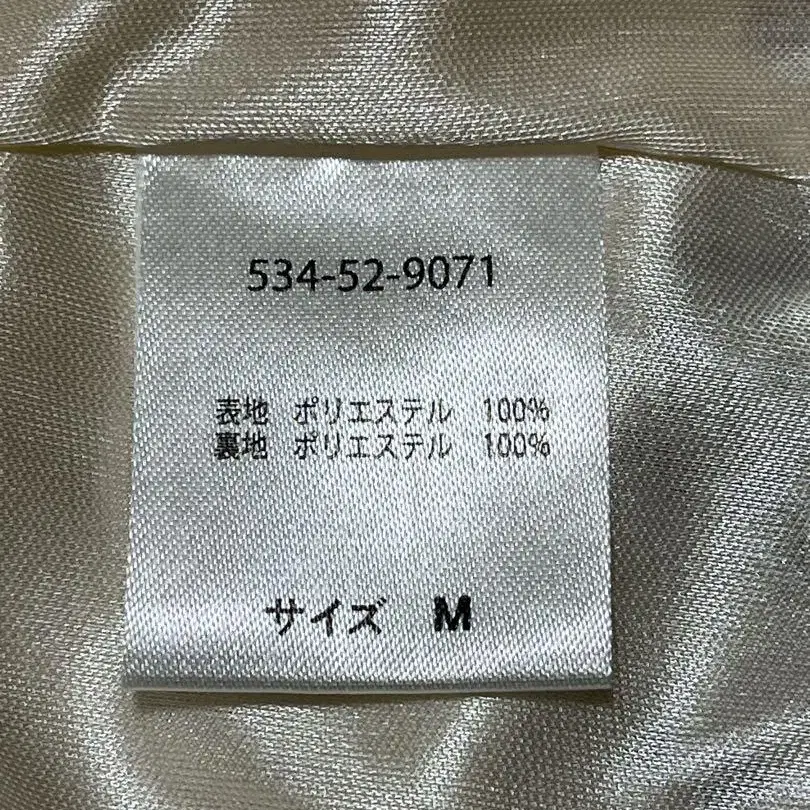 534-52-9071
表地 ポリエステル 100%
裏地 ポリエステル 100%
サイズ M